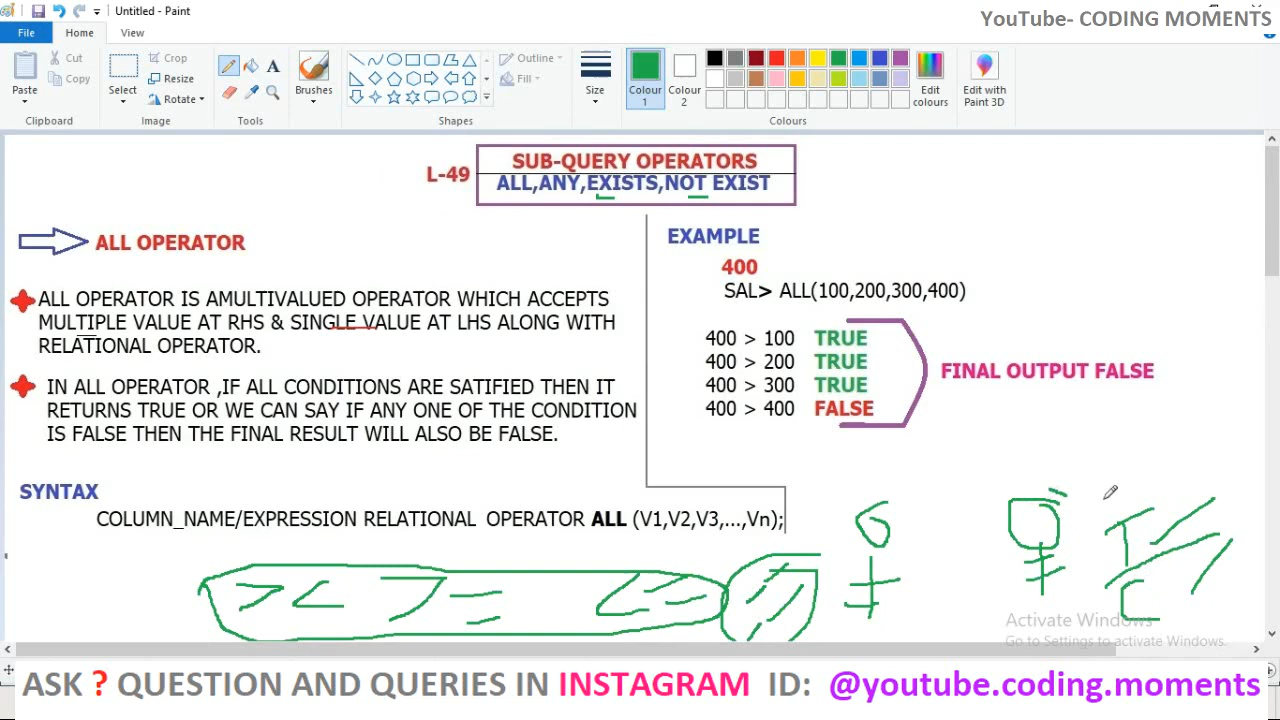 Untitled - Paint
YouTube- CODING MOMENTS
File Home View
Paste
Cut
Copy
Clipboard
Select
Crop
Resize
Rotate
Image
A
Tools
Brushes
Outline
Fill
Shapes
Size
Colour 1
Colour 2
Edit colours
Edit with Paint 3D
Colours
L-49
SUB-QUERY OPERATORS
ALL,ANY,EXISTS,NOT EXIST
ALL OPERATOR
ALL OPERATOR IS AMULTIVALUED OPERATOR WHICH ACCEPTS
MULTIPLE VALUE AT RHS & SINGLE VALUE AT LHS ALONG WITH
RELATIONAL OPERATOR.
IN ALL OPERATOR ,IF ALL CONDITIONS ARE SATIFIED THEN IT
RETURNS TRUE OR WE CAN SAY IF ANY ONE OF THE CONDITION
IS FALSE THEN THE FINAL RESULT WILL ALSO BE FALSE.
SYNTAX
COLUMN_NAME/EXPRESSION RELATIONAL OPERATOR ALL (V1,V2,V3,...,Vn);
EXAMPLE
400
SAL> ALL(100,200,300,400)
400 > 100 TRUE
400 > 200 TRUE
400 > 300 TRUE
400 > 400 FALSE
FINAL OUTPUT FALSE
> < >= <=
Activate Windows
Go to Settings to activate Windows.
ASK ? QUESTION AND QUERIES IN INSTAGRAM ID: @youtube.coding.moments